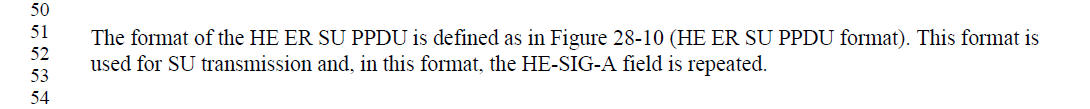 50
51
The format of the HE ER SU PPDU is defined as in Figure 28-10 (HE ER SU PPDU format). This format is
52
used for SU transmission and, in this format, the HE-SIG-A field is repeated.
53
54